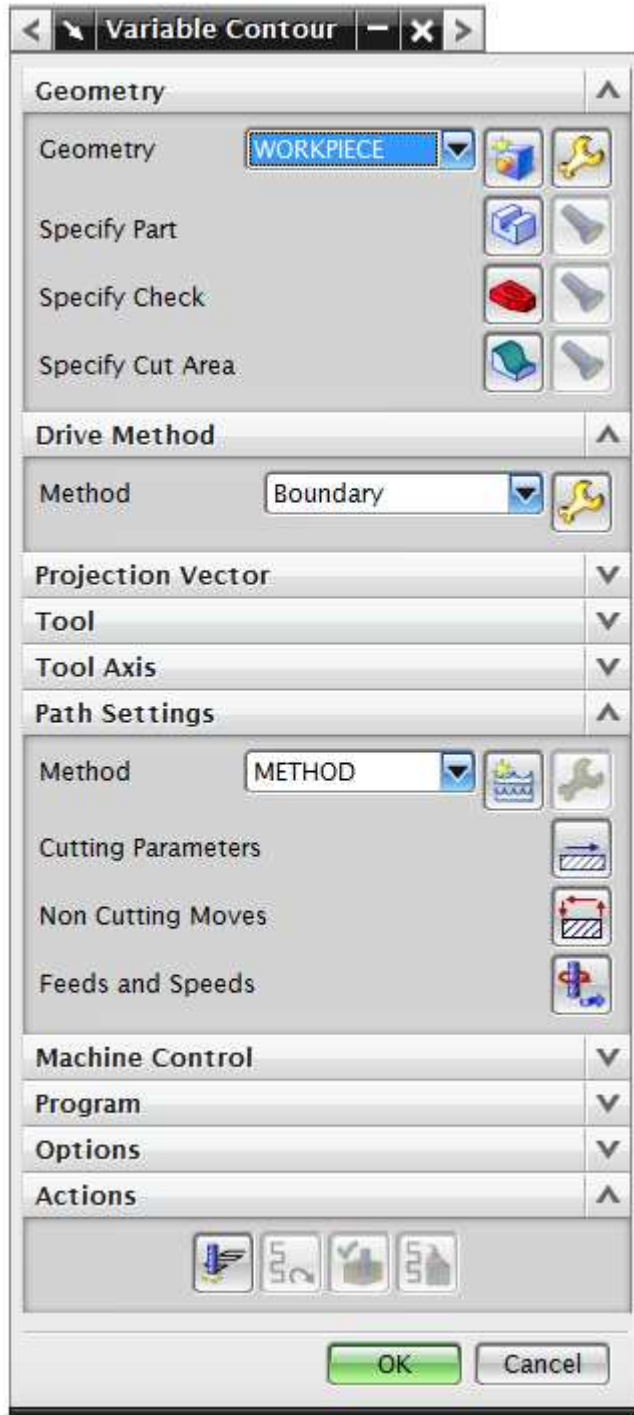 Variable Contour
Geometry
Geometry WORKPIECE
Specify Part
Specify Check
Specify Cut Area
Drive Method
Method Boundary
Projection Vector
Tool
Tool Axis
Path Settings
Method METHOD
Cutting Parameters
Non Cutting Moves
Feeds and Speeds
Machine Control
Program
Options
Actions
OK Cancel